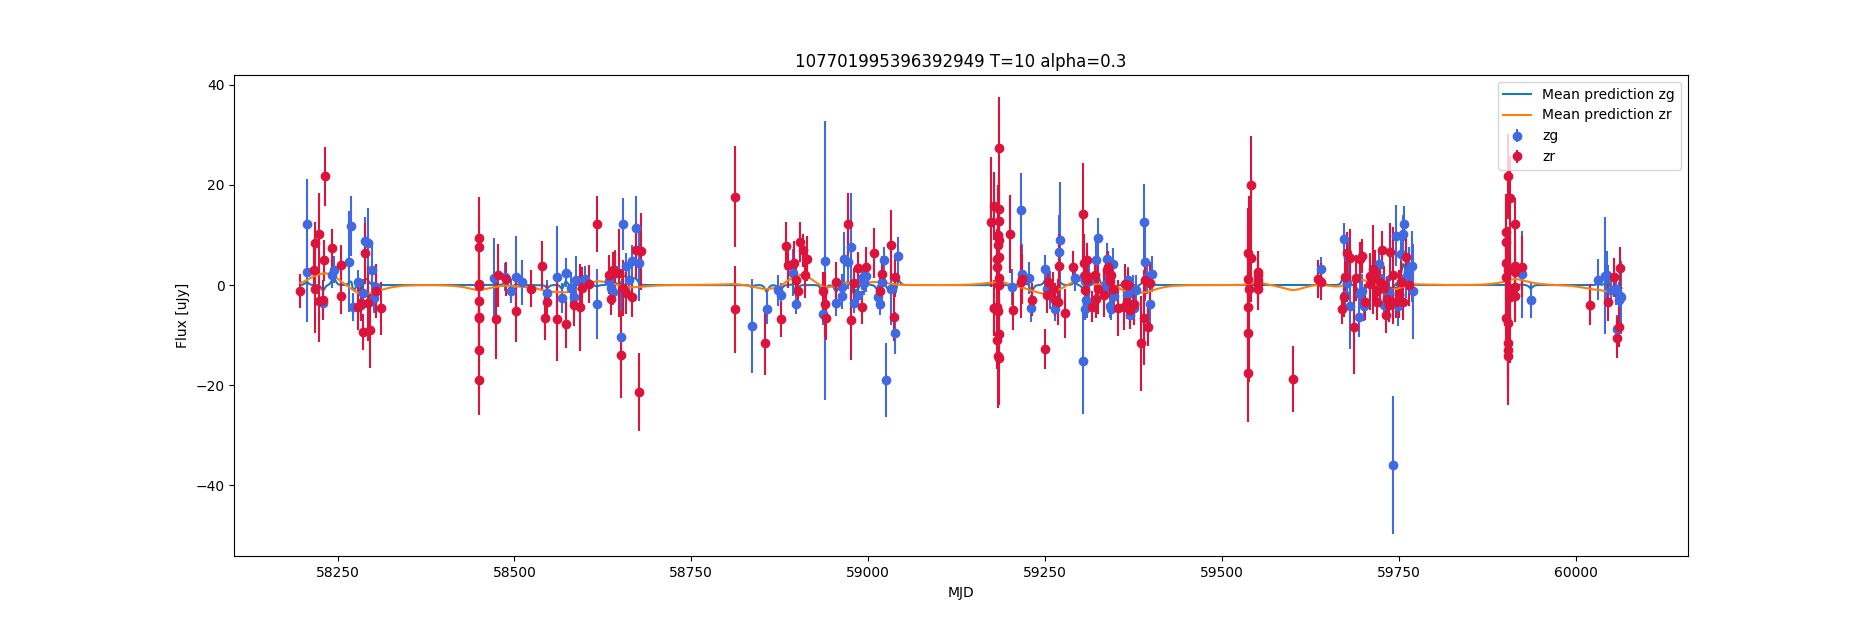 107701995396392949 T=10 alpha=0.3
Mean prediction zg
Mean prediction zr
zg
zr
Flux [uJy]
40
20
0
−20
−40
58250 58500 58750 59000 59250 59500 59750 60000
MJD